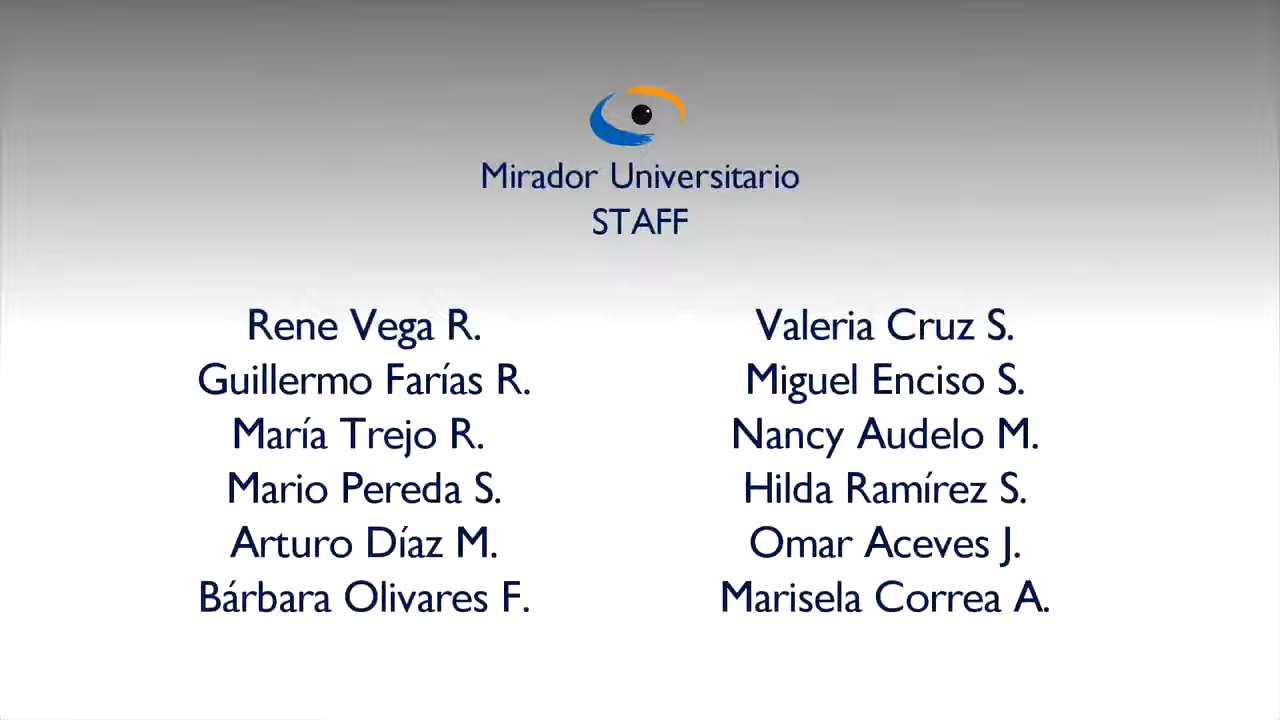 Mirador Universitario
STAFF
Rene Vega R.
Guillermo Farías R.
María Trejo R.
Mario Pereda S.
Arturo Díaz M.
Bárbara Olivares F.
Valeria Cruz S.
Miguel Enciso S.
Nancy Audelo M.
Hilda Ramírez S.
Omar Aceves J.
Marisela Correa A.